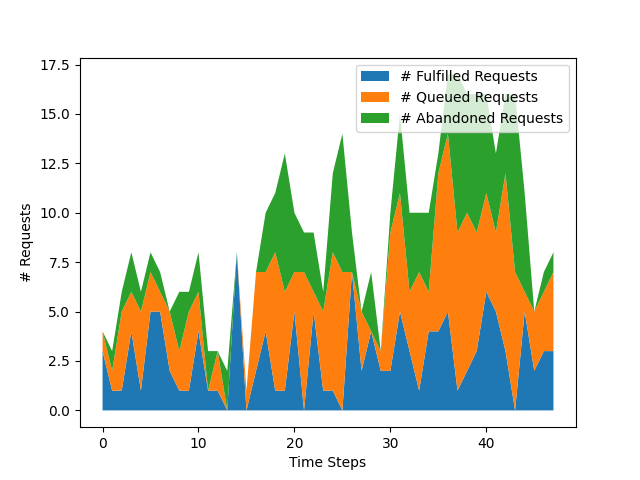 17.5
15.0
12.5
10.0
7.5
5.0
2.5
0.0
# Requests
# Fulfilled Requests
# Queued Requests
# Abandoned Requests
0 10 20 30 40
Time Steps